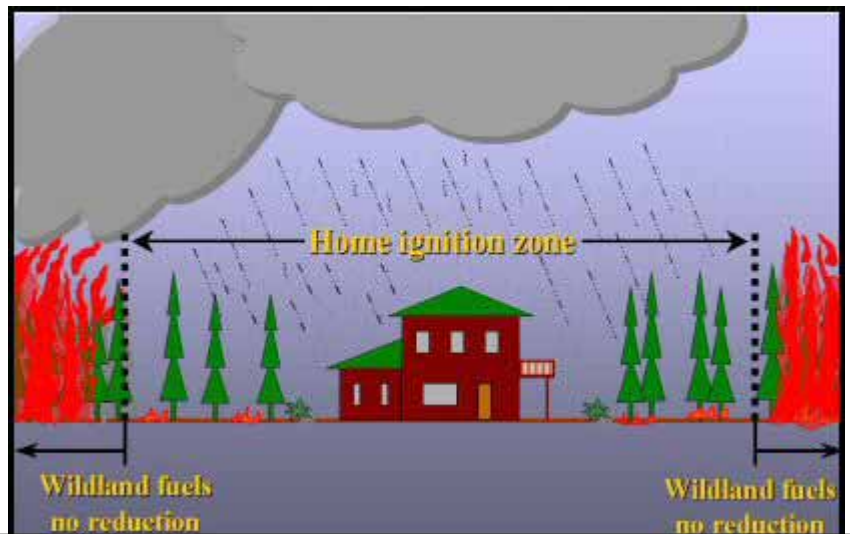 Home ignition zone
Wildland fuels
no reduction
Wildland fuels
no reduction